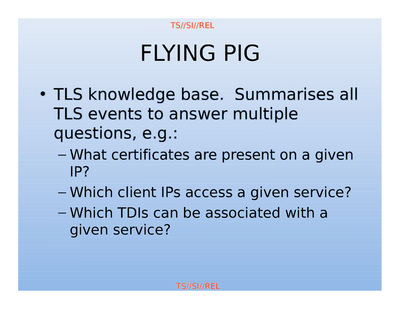 TS//SI//REL
FLYING PIG
• TLS knowledge base.  Summarises all
TLS events to answer multiple
questions, e.g.:
– What certificates are present on a given
IP?
– Which client IPs access a given service?
– Which TDIs can be associated with a
given service?
TS//SI//REL